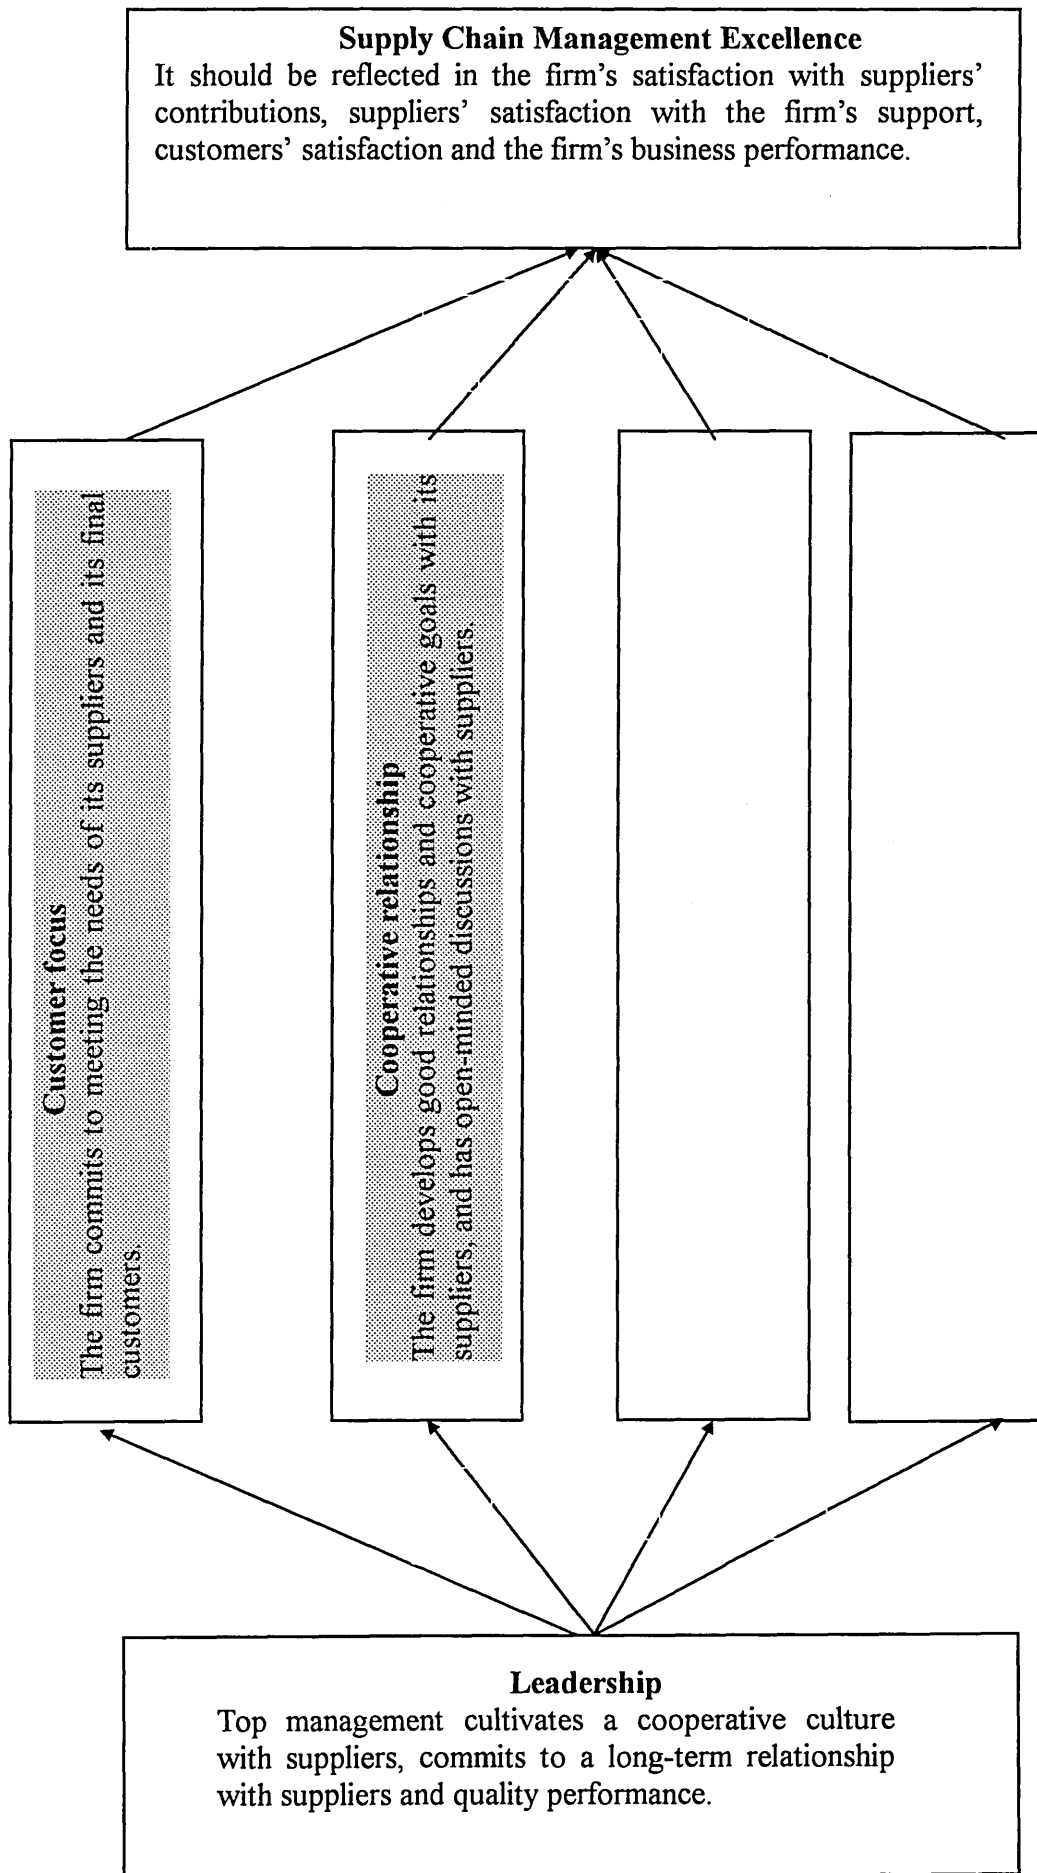 Supply Chain Management Excellence
It should be reflected in the firm's satisfaction with suppliers'
contributions, suppliers' satisfaction with the firm's support,
customers' satisfaction and the firm's business performance.
Customer focus
The firm commits to meeting the needs of its suppliers and its final
customers.
Cooperative relationship
The firm develops good relationships and cooperative goals with its
suppliers, and has open-minded discussions with suppliers.
Leadership
Top management cultivates a cooperative culture
with suppliers, commits to a long-term relationship
with suppliers and quality performance.